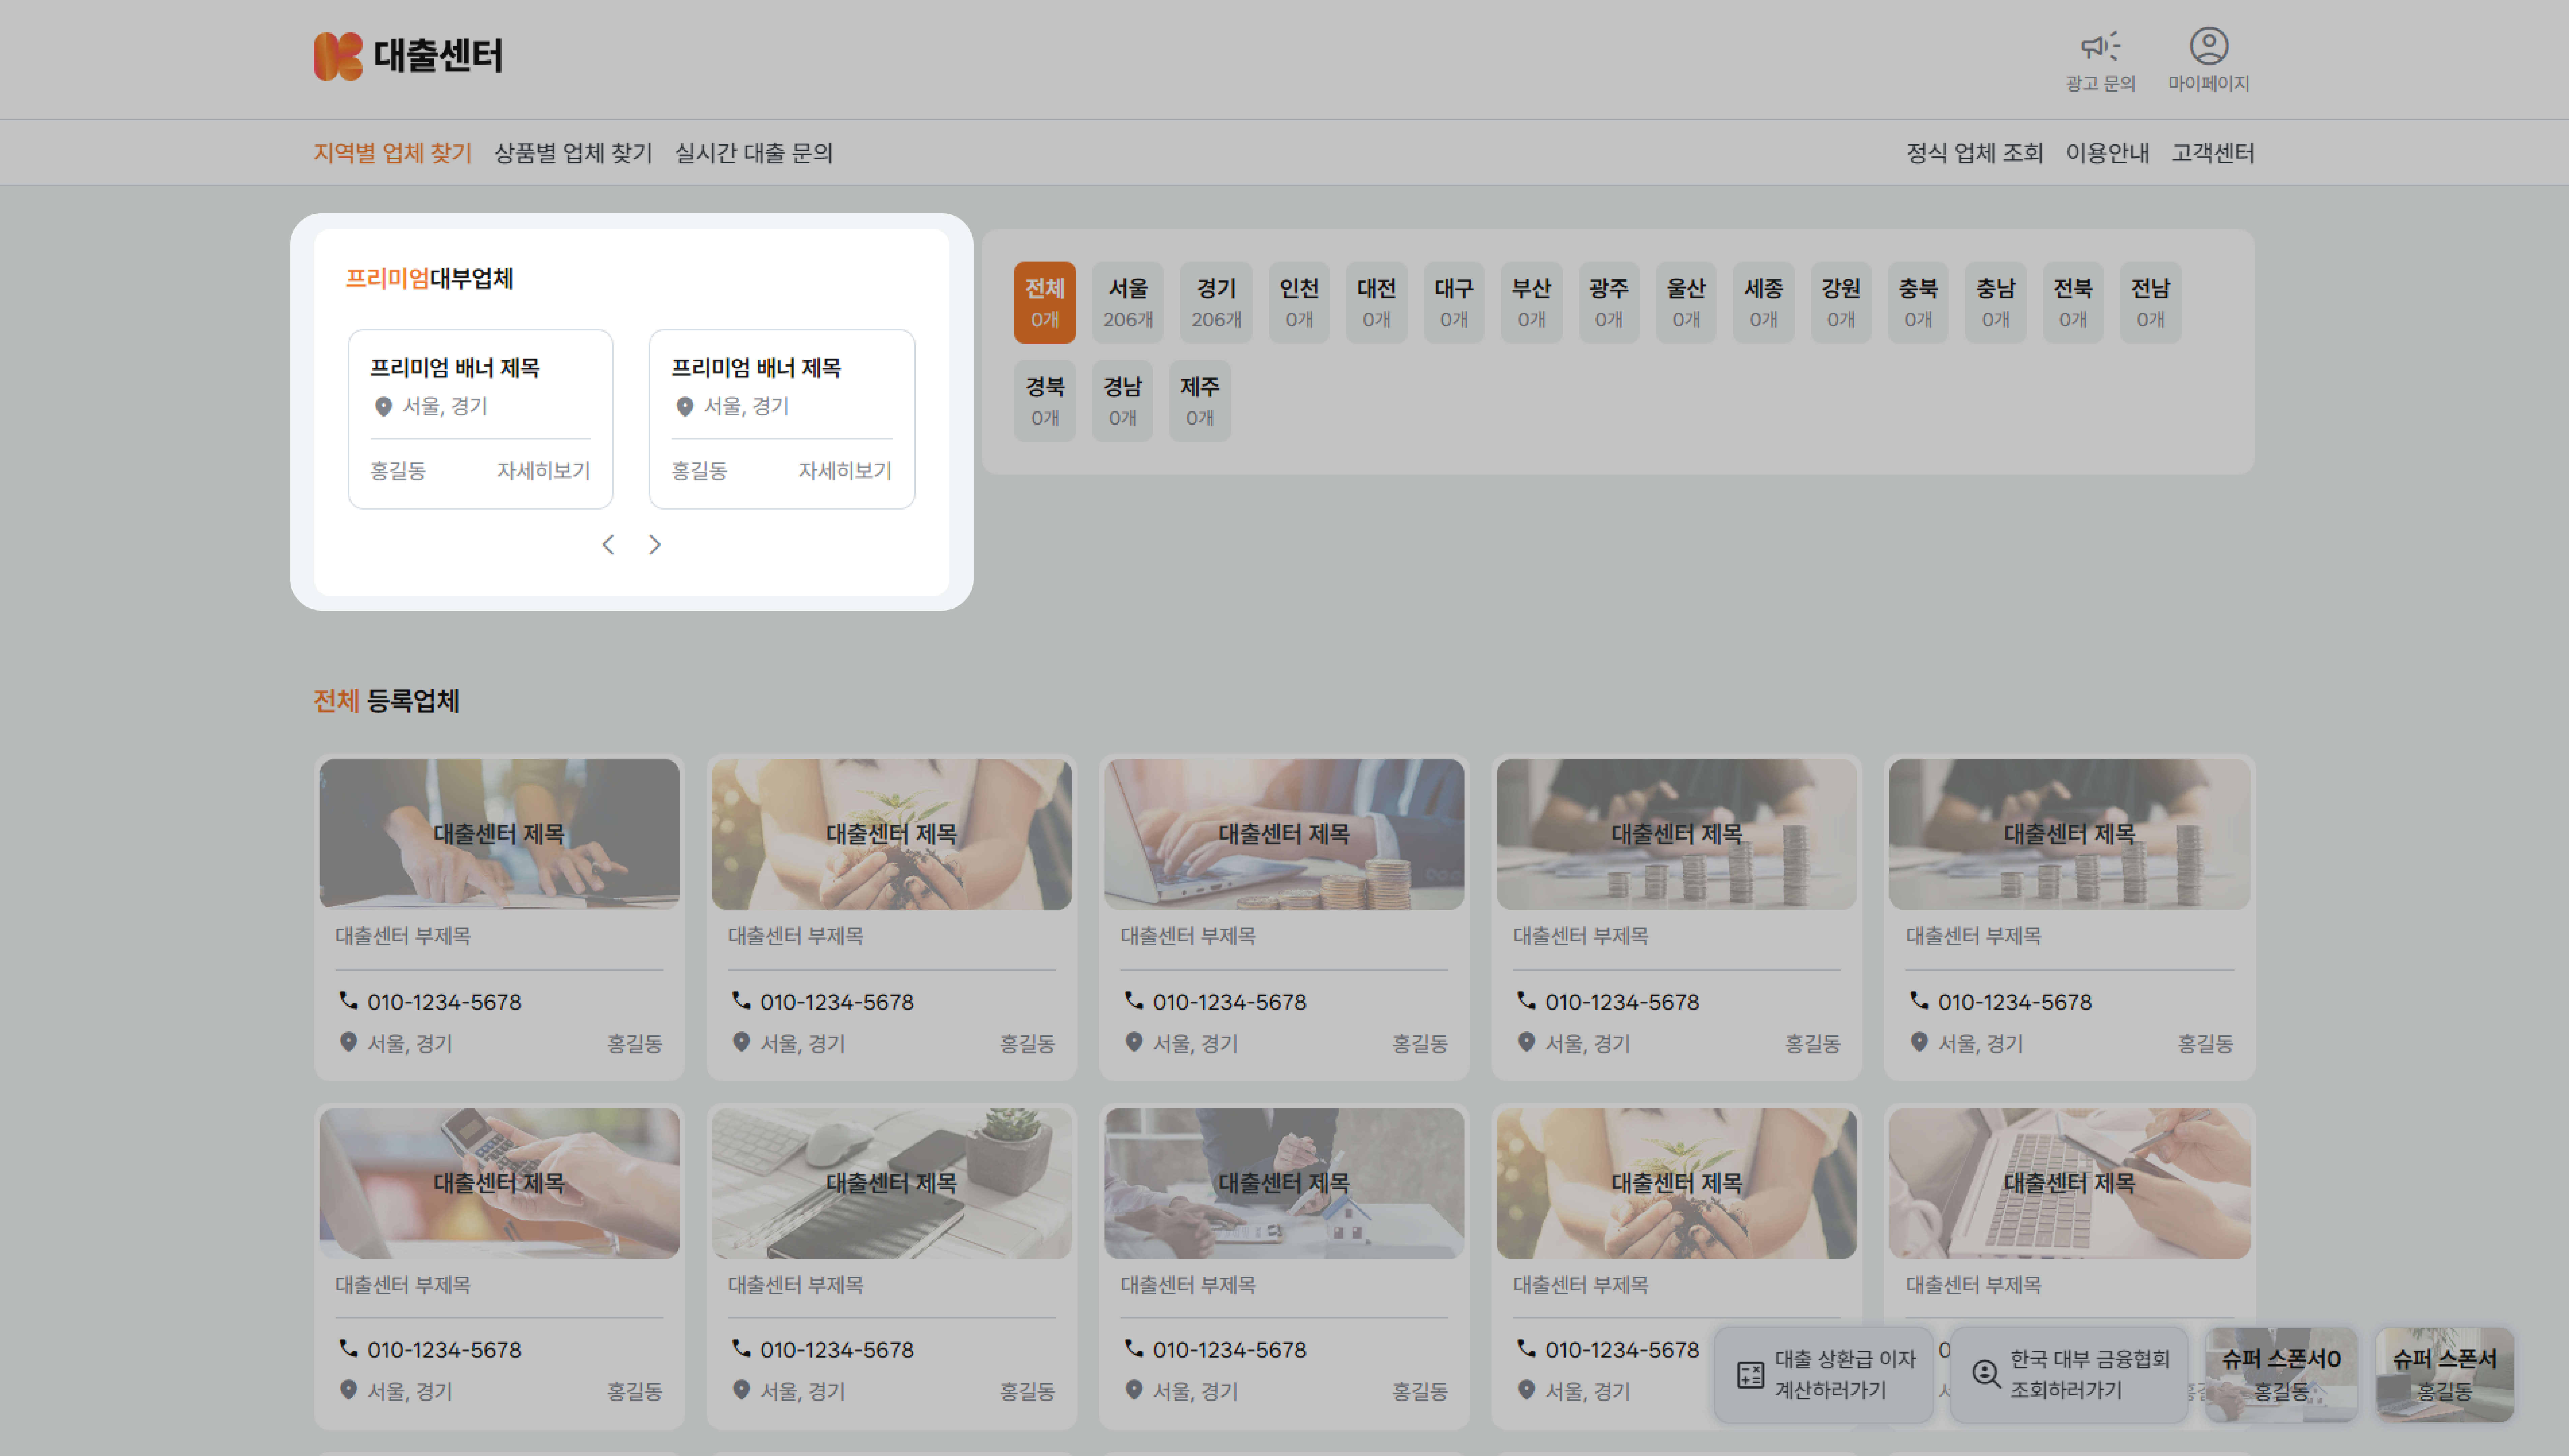 대출센터
광고 문의
마이페이지
지역별 업체 찾기 상품별 업체 찾기 실시간 대출 문의
정식 업체 조회 이용안내 고객센터
프리미엄대부업체
프리미엄 배너 제목
서울, 경기
홍길동 자세히보기
프리미엄 배너 제목
서울, 경기
홍길동 자세히보기
전체 서울 경기 인천 대전 대구 부산 광주 울산 세종 강원 충북 충남 전북 전남
0개 206개 206개 0개 0개 0개 0개 0개 0개 0개 0개 0개 0개 0개 0개
경북 경남 제주
0개 0개 0개
전체 등록업체
대출센터 제목 대출센터 제목 대출센터 제목 대출센터 제목 대출센터 제목
대출센터 부제목 대출센터 부제목 대출센터 부제목 대출센터 부제목 대출센터 부제목
010-1234-5678 010-1234-5678 010-1234-5678 010-1234-5678 010-1234-5678
서울, 경기 홍길동 서울, 경기 홍길동 서울, 경기 홍길동 서울, 경기 홍길동 서울, 경기 홍길동
대출센터 제목 대출센터 제목 대출센터 제목 대출센터 제목 대출센터 제목
대출센터 부제목 대출센터 부제목 대출센터 부제목 대출센터 부제목 대출센터 부제목
010-1234-5678 010-1234-5678 010-1234-5678 010-1234-5678
서울, 경기 홍길동 서울, 경기 홍길동 서울, 경기 홍길동 서울, 경기
대출 상환급 이자
계산하러가기
한국 대부 금융협회
조회하러가기
슈퍼 스폰서0
홍길동
슈퍼 스폰서
홍길동